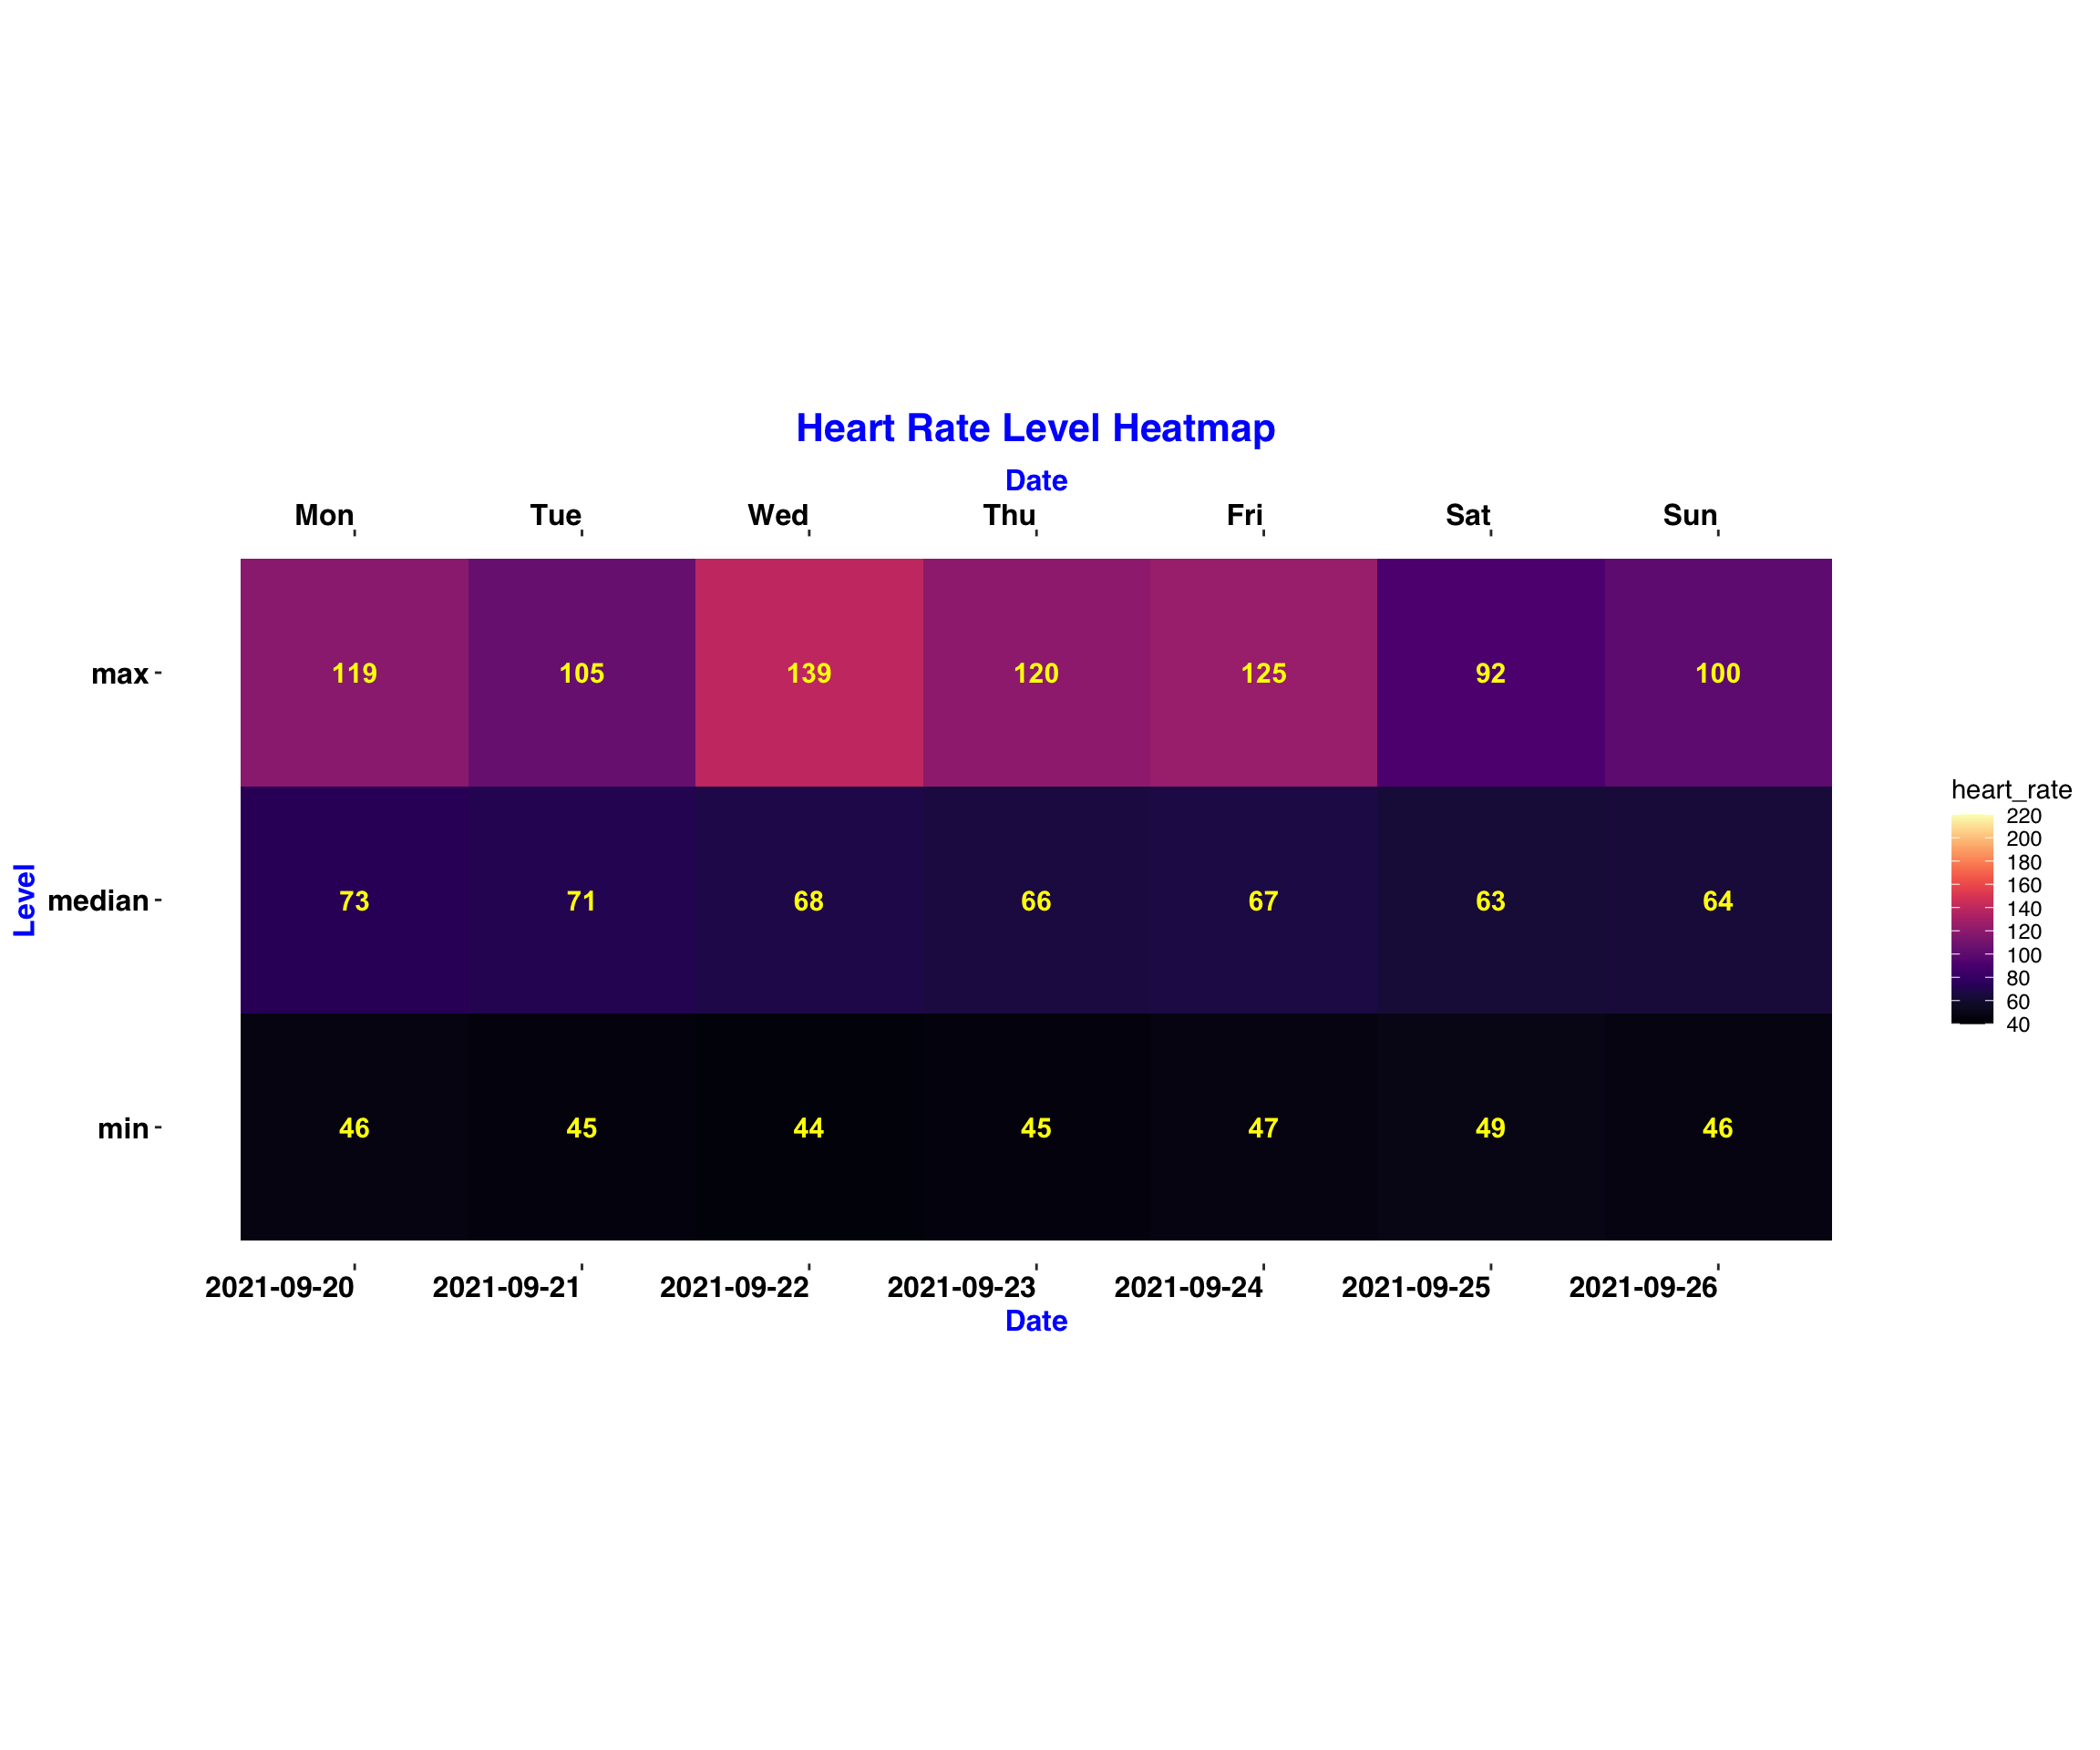 Heart Rate Level Heatmap
Date
Mon Tue Wed Thu Fri Sat Sun
max 119 105 139 120 125 92 100
Level
median 73 71 68 66 67 63 64
min 46 45 44 45 47 49 46
2021-09-20 2021-09-21 2021-09-22 2021-09-23 2021-09-24 2021-09-25 2021-09-26
Date
heart_rate
220
200
180
160
140
120
100
80
60
40